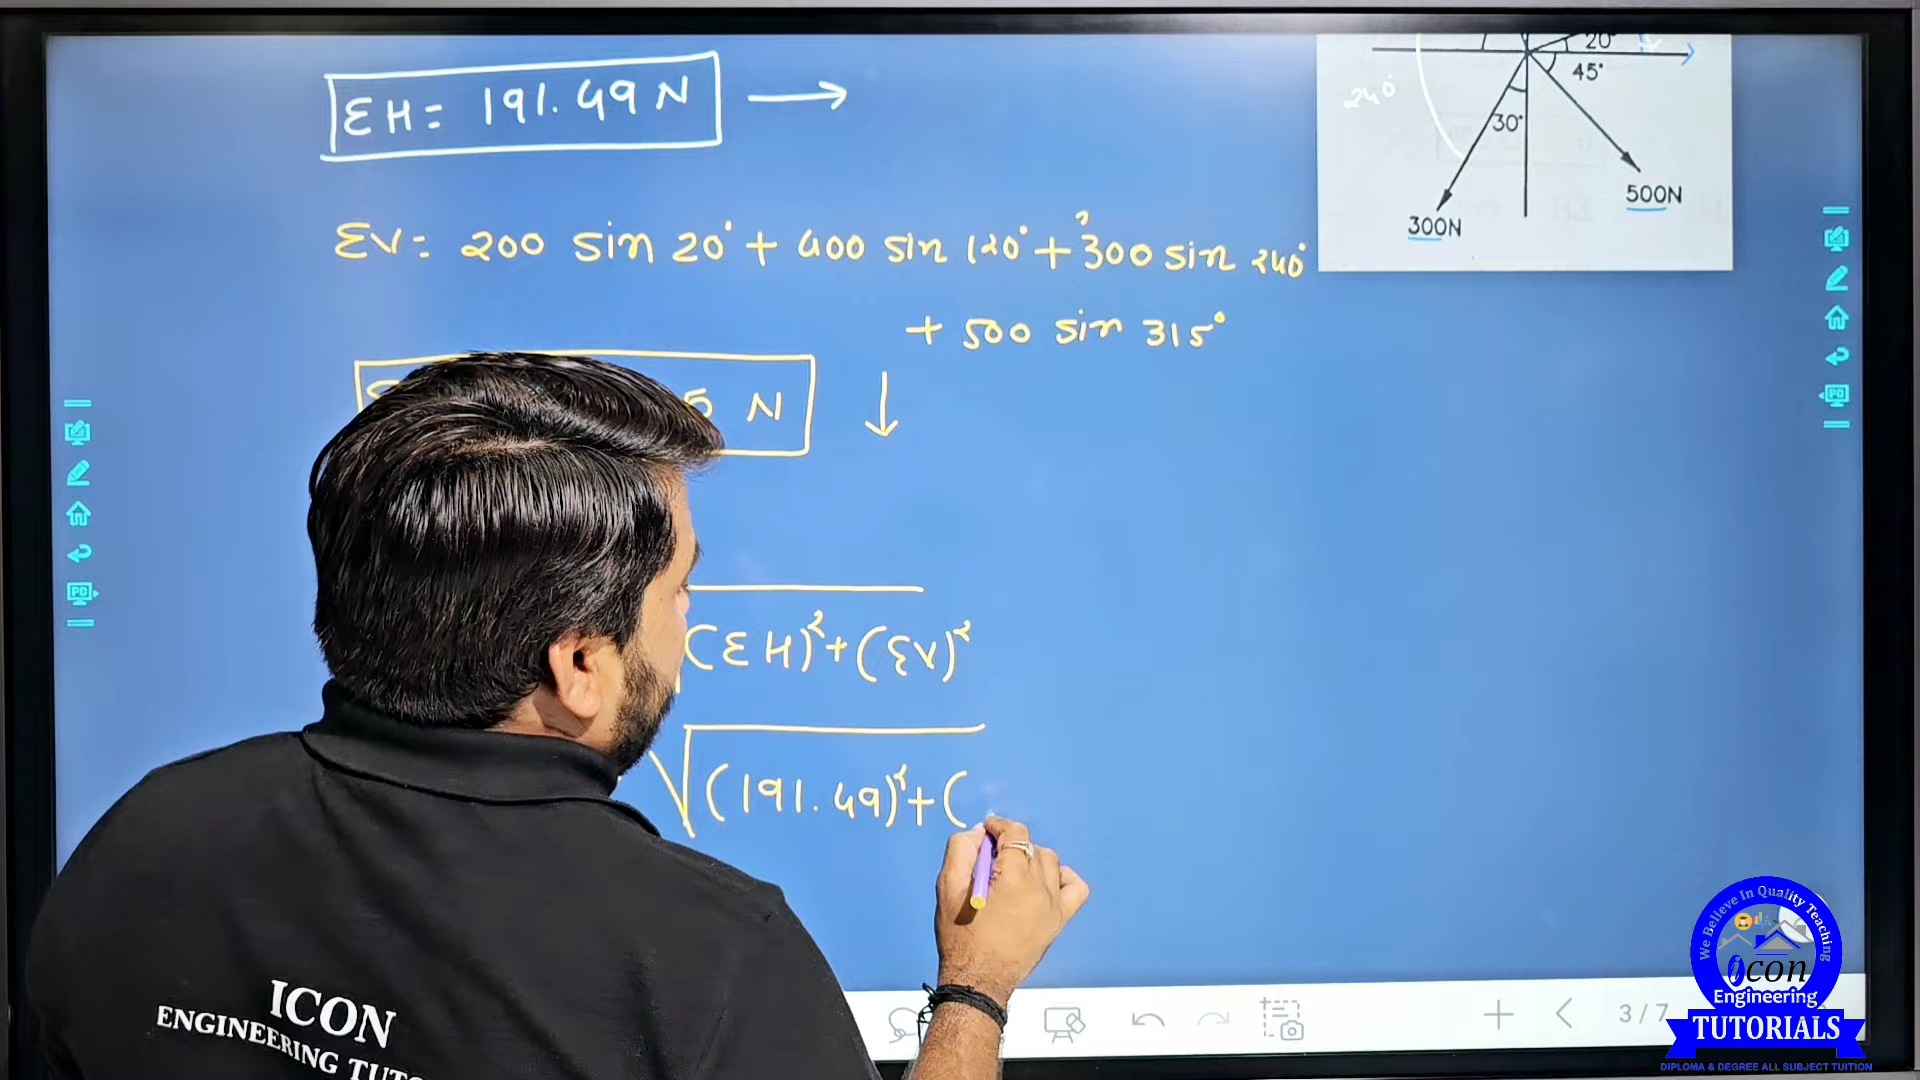 ΣH = 191.49 N →
20°
45°
240°
30°
500N
300N
ΣV = 200 sin 20° + 400 sin 120° + 300 sin 240°
+ 500 sin 315°
5 N ↓
(ΣH)² + (ΣV)²
√(191.49)² + (
ICON
ENGINEERING
3 / 7
We Believe In Quality Teaching
icon
Engineering
TUTORIALS
DIPLOMA & DEGREE ALL SUBJECT TUITION